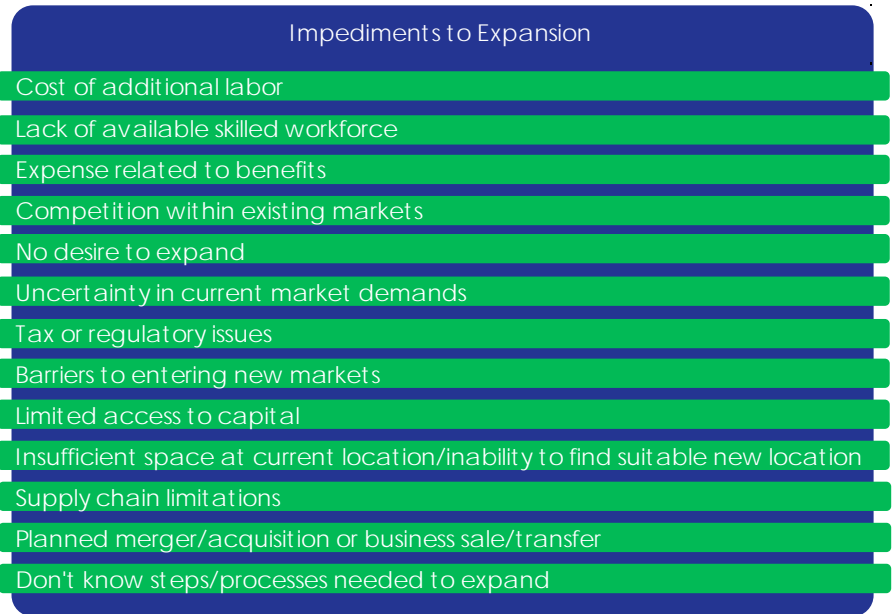 Impediments to Expansion
Cost of additional labor
Lack of available skilled workforce
Expense related to benefits
Competition within existing markets
No desire to expand
Uncertainty in current market demands
Tax or regulatory issues
Barriers to entering new markets
Limited access to capital
Insufficient space at current location/inability to find suitable new location
Supply chain limitations
Planned merger/acquisition or business sale/transfer
Don't know steps/processes needed to expand